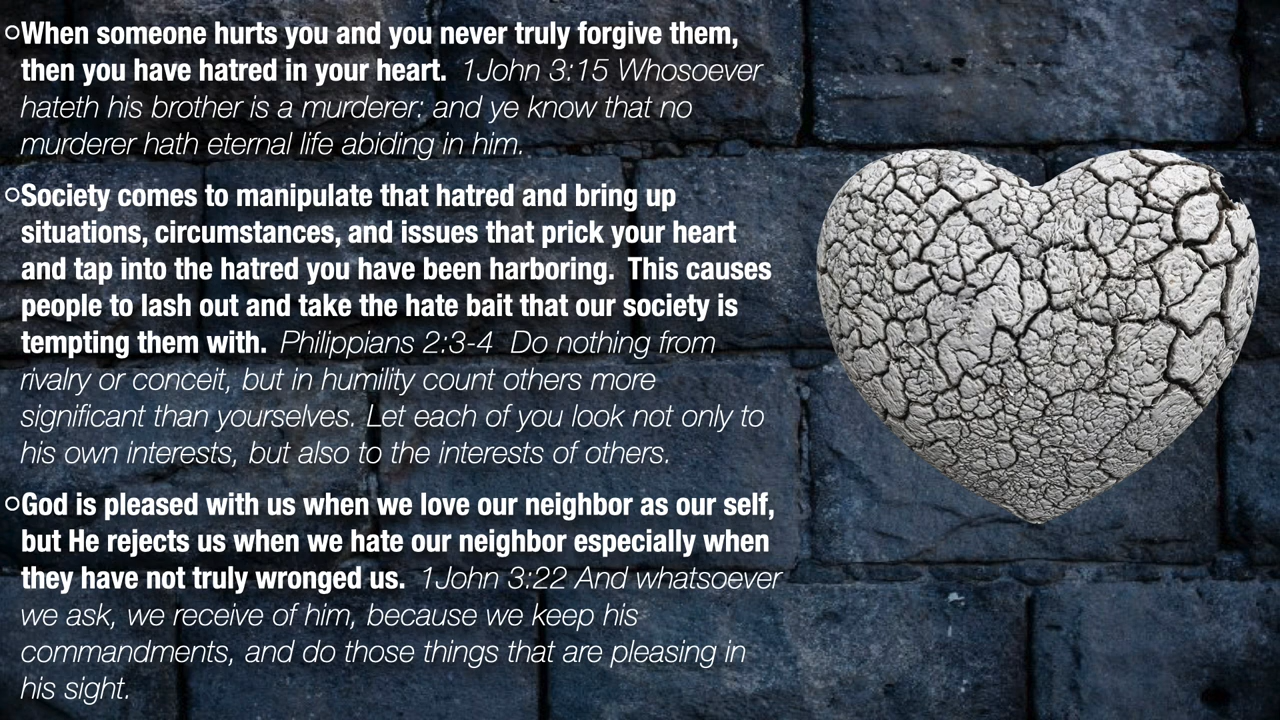 ○When someone hurts you and you never truly forgive them,
then you have hatred in your heart.  1John 3:15 Whosoever
hateth his brother is a murderer: and ye know that no
murderer hath eternal life abiding in him.
○Society comes to manipulate that hatred and bring up
situations, circumstances, and issues that prick your heart
and tap into the hatred you have been harboring.  This causes
people to lash out and take the hate bait that our society is
tempting them with.  Philippians 2:3-4  Do nothing from
rivalry or conceit, but in humility count others more
significant than yourselves. Let each of you look not only to
his own interests, but also to the interests of others.
○God is pleased with us when we love our neighbor as our self,
but He rejects us when we hate our neighbor especially when
they have not truly wronged us.  1John 3:22 And whatsoever
we ask, we receive of him, because we keep his
commandments, and do those things that are pleasing in
his sight.